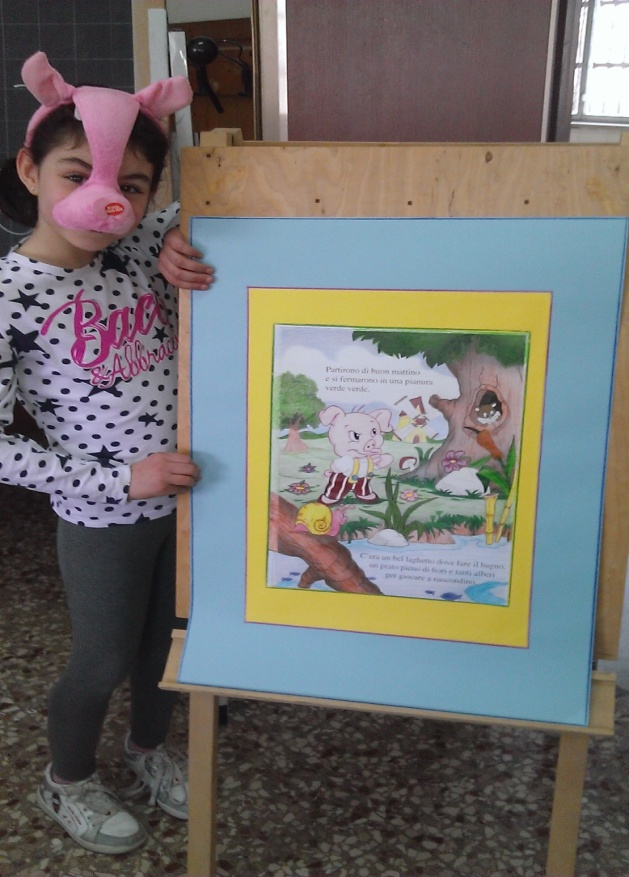 Baci
& Abbracci
Partirono di buon mattino
e si fermarono in una pianura
verde verde.
C'era un bel laghetto dove fare il bagno,
un prato pieno di fiori e tanti alberi
per giocare a nascondino.